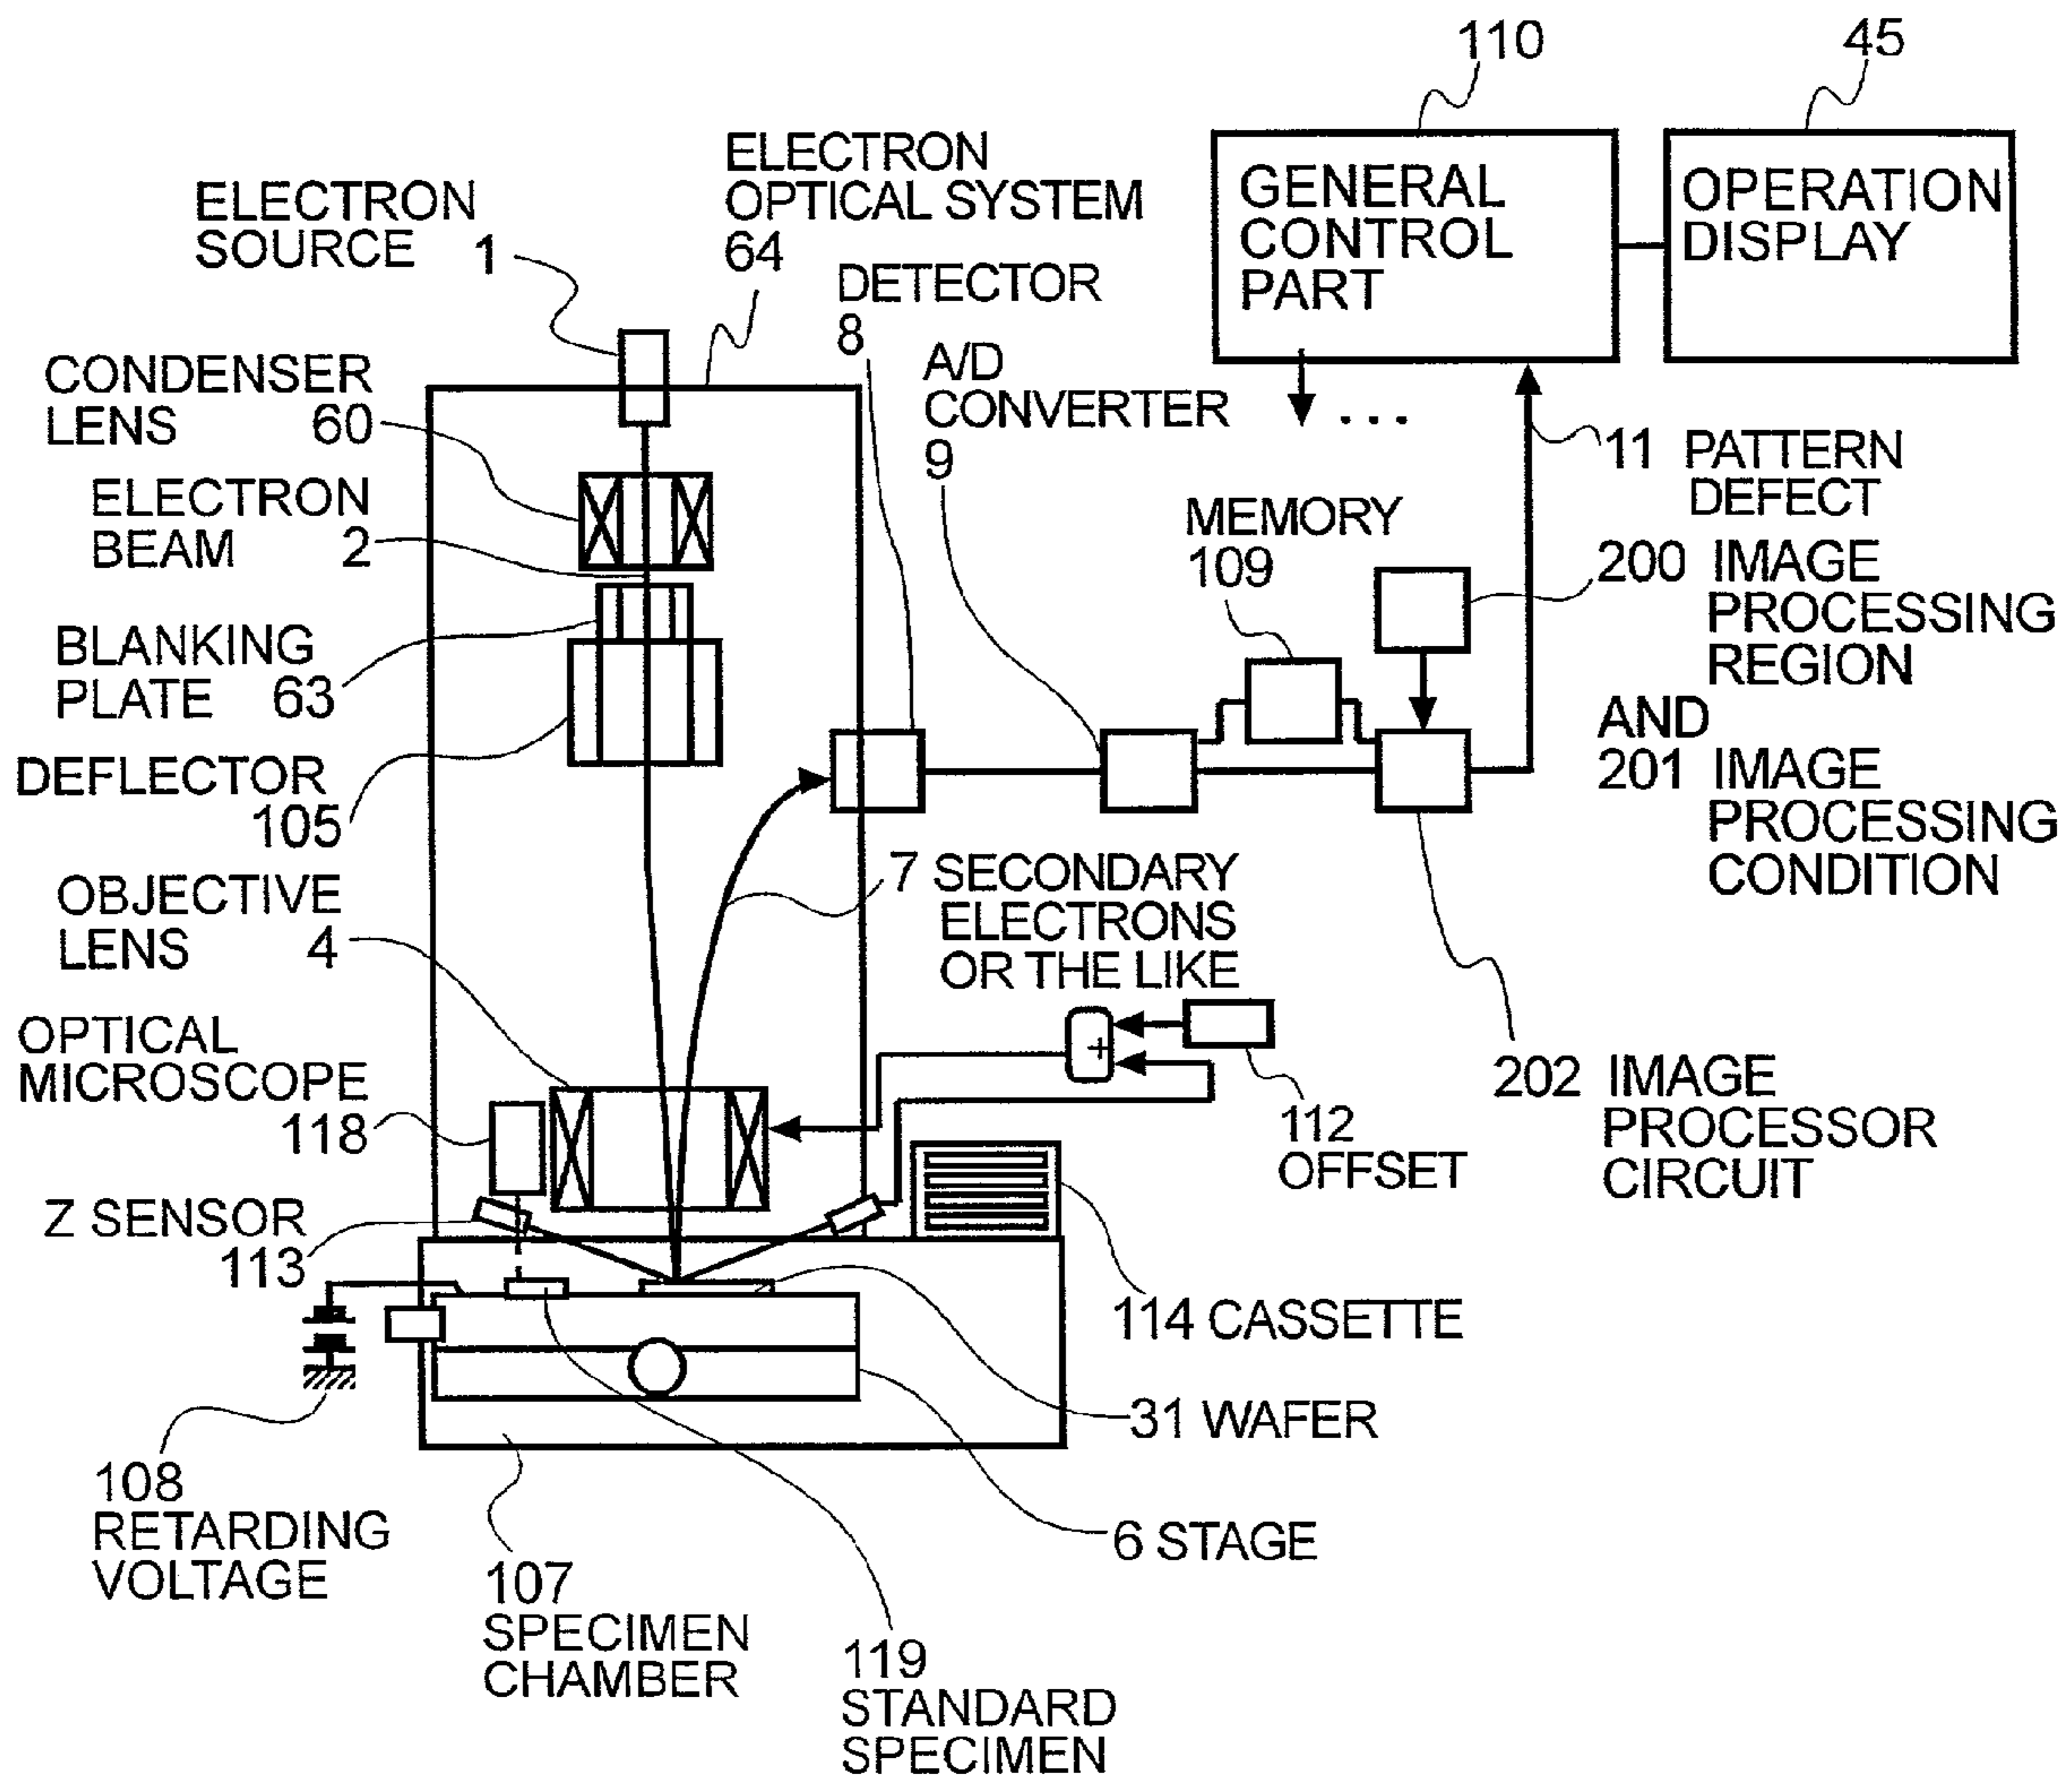 110
45
GENERAL
CONTROL
PART
OPERATION
DISPLAY
ELECTRON
OPTICAL SYSTEM
64
ELECTRON
SOURCE 1
DETECTOR
8
A/D
CONVERTER
9
CONDENSER
LENS 60
...
11 PATTERN
DEFECT
ELECTRON
BEAM 2
MEMORY
109
200 IMAGE
PROCESSING
REGION
AND
201 IMAGE
PROCESSING
CONDITION
BLANKING
PLATE 63
DEFLECTOR
105
7 SECONDARY
ELECTRONS
OR THE LIKE
OBJECTIVE
LENS 4
OPTICAL
MICROSCOPE
118
+
112
OFFSET
202 IMAGE
PROCESSOR
CIRCUIT
Z SENSOR
113
114 CASSETTE
31 WAFER
108
RETARDING
VOLTAGE
6 STAGE
107
SPECIMEN
CHAMBER
119
STANDARD
SPECIMEN